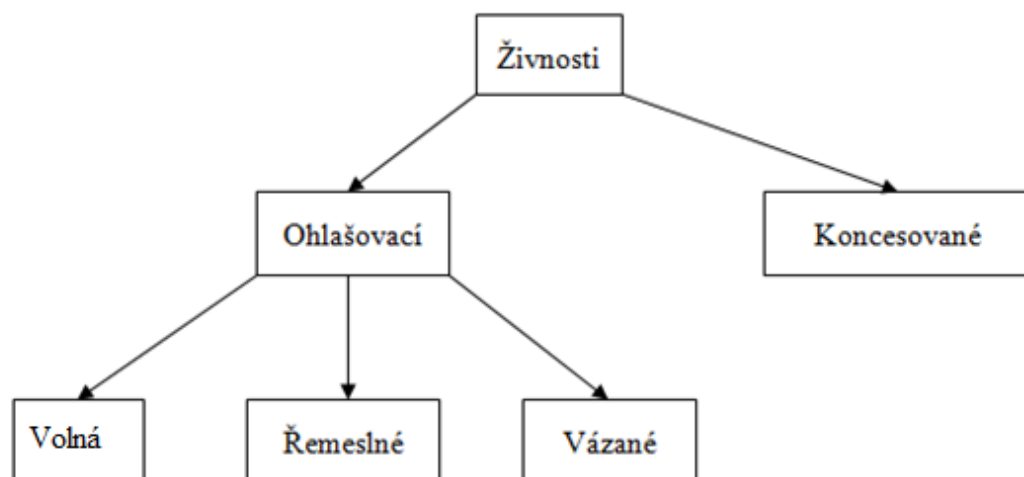 Živnosti
Ohlašovací
Koncesované
Volná
Řemeslné
Vázané